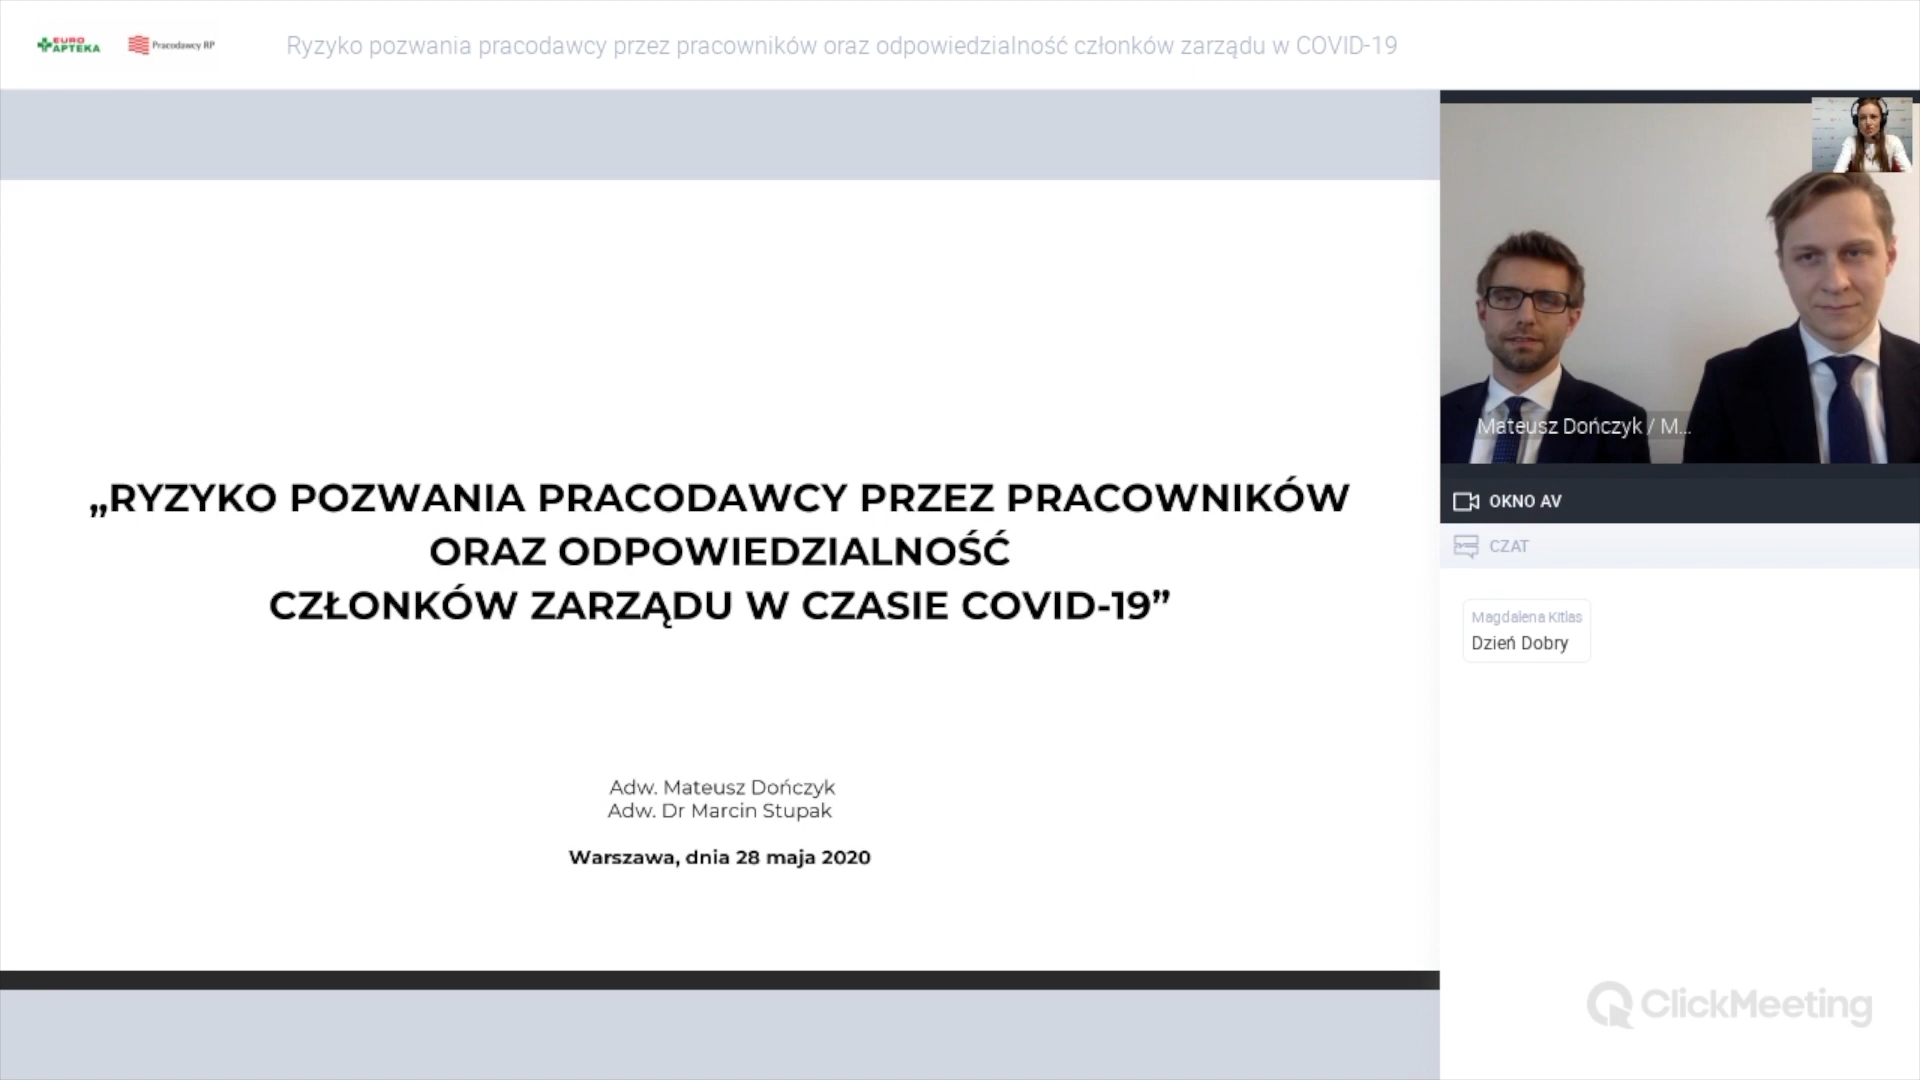 EURO
APTEKA
Pracodawcy RP
Ryzyko pozwania pracodawcy przez pracowników oraz odpowiedzialność członków zarządu w COVID-19
„RYZYKO POZWANIA PRACODAWCY PRZEZ PRACOWNIKÓW
ORAZ ODPOWIEDZIALNOŚĆ
CZŁONKÓW ZARZĄDU W CZASIE COVID-19”
Adw. Mateusz Dończyk
Adw. Dr Marcin Stupak
Warszawa, dnia 28 maja 2020
Mateusz Dończyk / M...
OKNO AV
CZAT
Magdalena Kitlas
Dzień Dobry
ClickMeeting